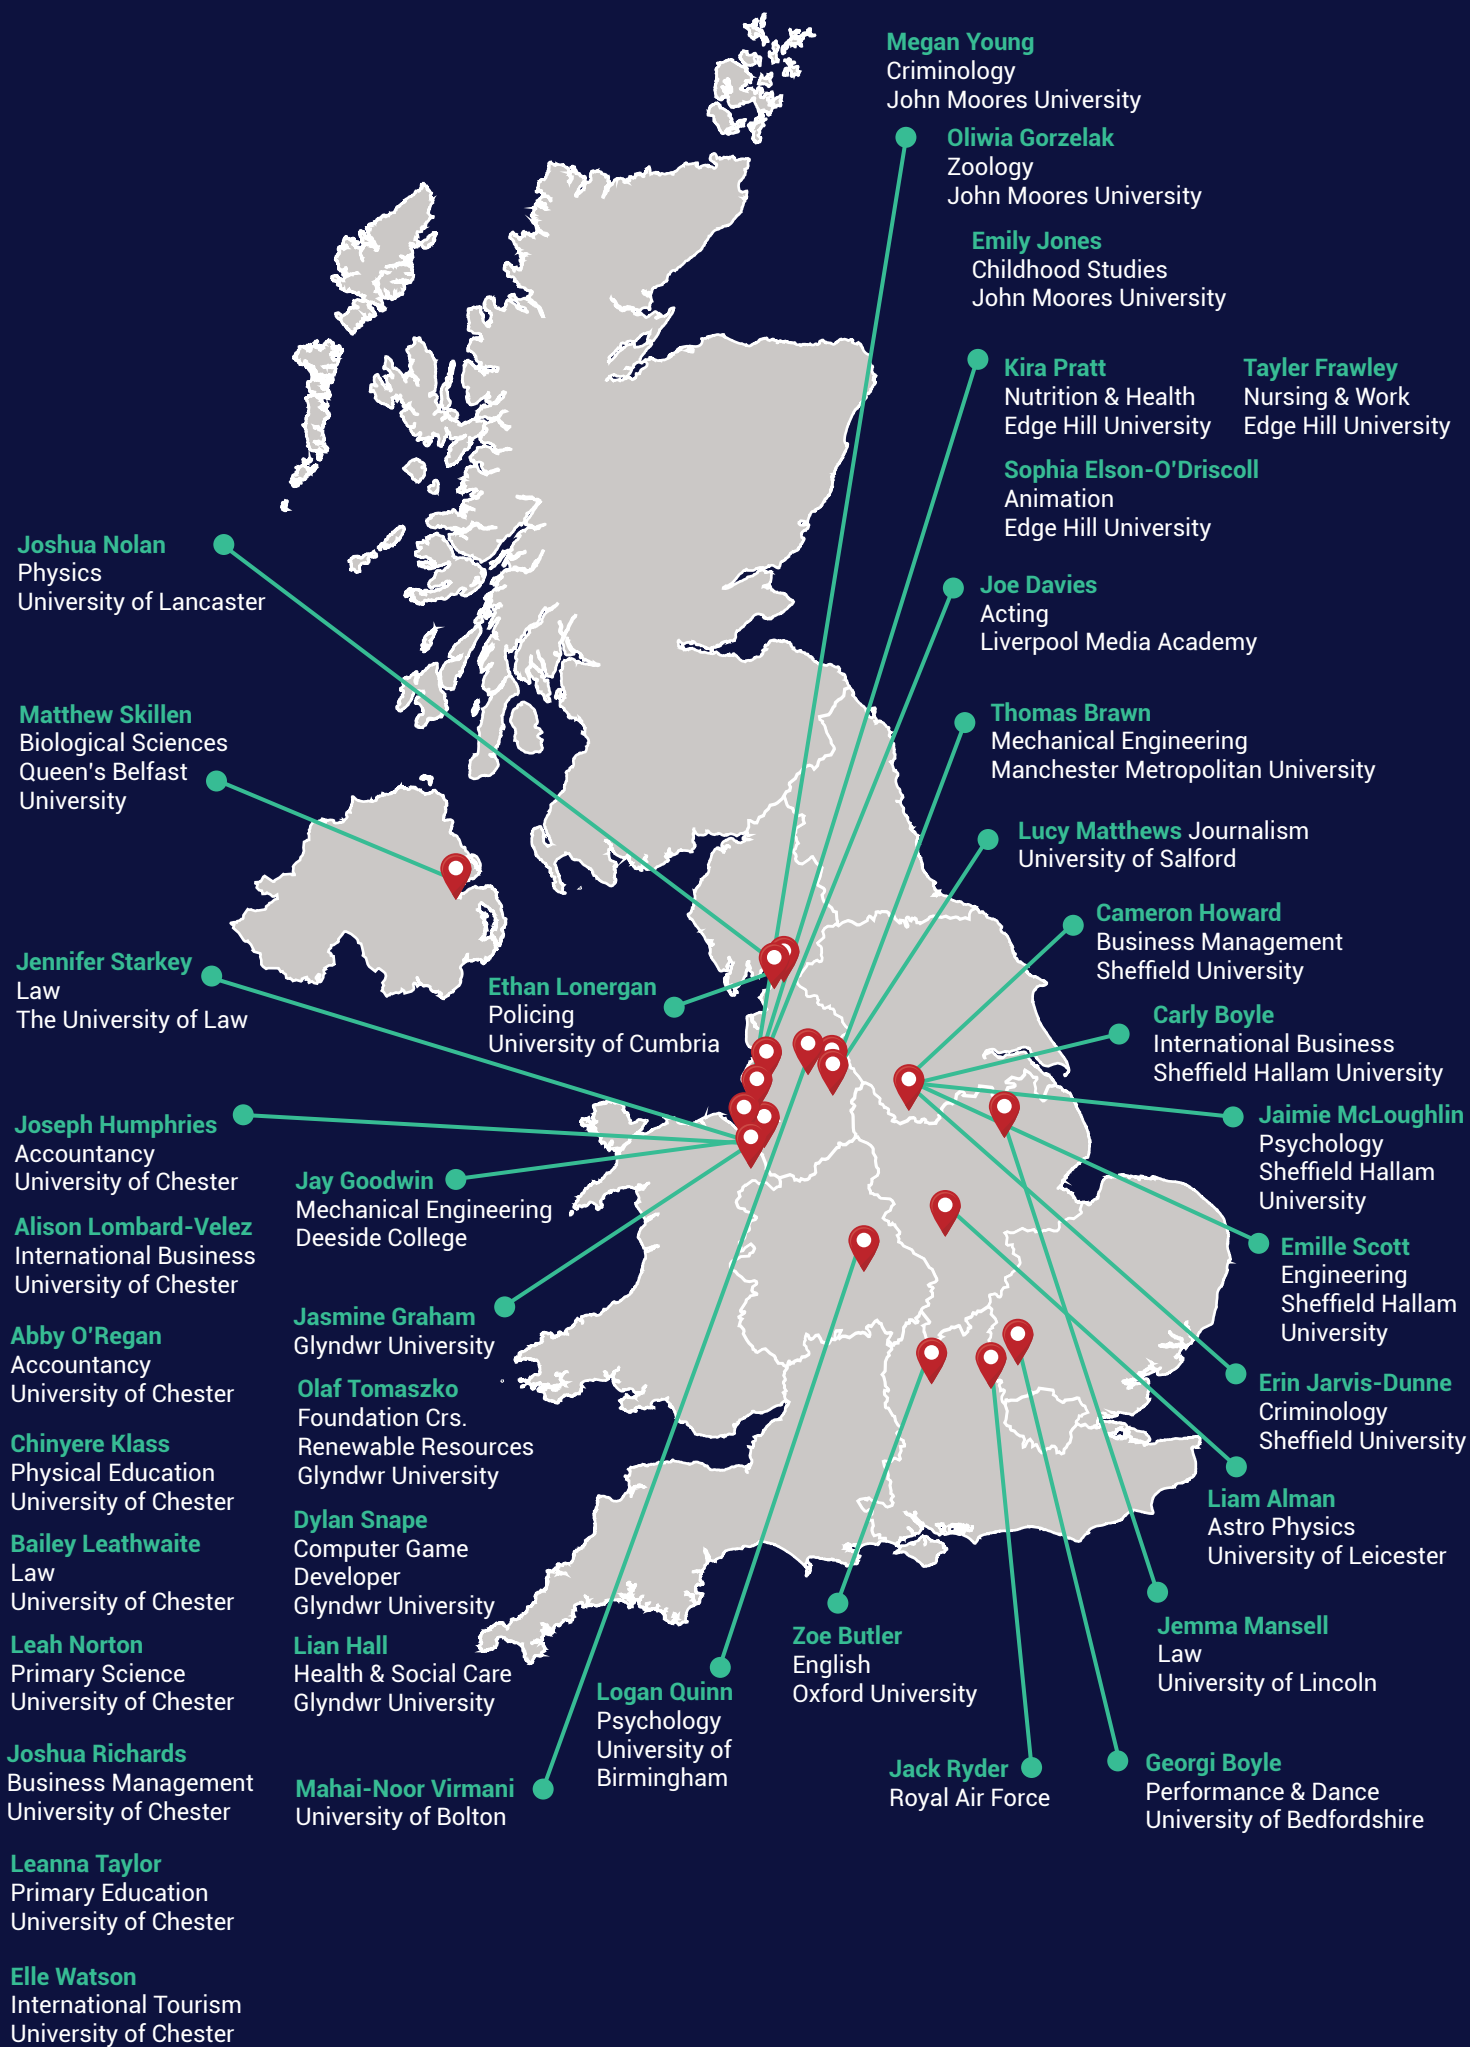 Megan Young
Criminology
John Moores University
Oliwia Gorzelak
Zoology
John Moores University
Emily Jones
Childhood Studies
John Moores University
Kira Pratt
Nutrition & Health
Edge Hill University
Tayler Frawley
Nursing & Work
Edge Hill University
Sophia Elson-O'Driscoll
Animation
Edge Hill University
Joshua Nolan
Physics
University of Lancaster
Joe Davies
Acting
Liverpool Media Academy
Matthew Skillen
Biological Sciences
Queen's Belfast
University
Thomas Brawn
Mechanical Engineering
Manchester Metropolitan University
Lucy Matthews Journalism
University of Salford
Cameron Howard
Business Management
Sheffield University
Jennifer Starkey
Law
The University of Law
Ethan Lonergan
Policing
University of Cumbria
Carly Boyle
International Business
Sheffield Hallam University
Jaimie McLoughlin
Psychology
Sheffield Hallam
University
Joseph Humphries
Accountancy
University of Chester
Jay Goodwin
Mechanical Engineering
Deeside College
Alison Lombard-Velez
International Business
University of Chester
Emille Scott
Engineering
Sheffield Hallam
University
Jasmine Graham
Glyndwr University
Abby O'Regan
Accountancy
University of Chester
Olaf Tomaszko
Foundation Crs.
Renewable Resources
Glyndwr University
Erin Jarvis-Dunne
Criminology
Sheffield University
Chinyere Klass
Physical Education
University of Chester
Liam Alman
Astro Physics
University of Leicester
Dylan Snape
Computer Game
Developer
Glyndwr University
Bailey Leathwaite
Law
University of Chester
Jemma Mansell
Law
University of Lincoln
Zoe Butler
English
Oxford University
Leah Norton
Primary Science
University of Chester
Lian Hall
Health & Social Care
Glyndwr University
Logan Quinn
Psychology
University of
Birmingham
Joshua Richards
Business Management
University of Chester
Mahai-Noor Virmani
University of Bolton
Jack Ryder
Royal Air Force
Georgi Boyle
Performance & Dance
University of Bedfordshire
Leanna Taylor
Primary Education
University of Chester
Elle Watson
International Tourism
University of Chester